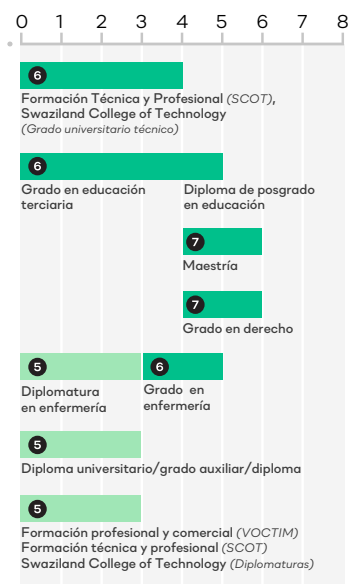 0 1 2 3 4 5 6 7 8
6
Formación Técnica y Profesional (SCOT),
Swaziland College of Technology
(Grado universitario técnico)
6
Grado en educación
terciaria
Diploma de posgrado
en educación
7
Maestría
7
Grado en derecho
5
Diplomatura
en enfermería
6
Grado en
enfermería
5
Diploma universitario/grado auxiliar/diploma
5
Formación profesional y comercial (VOCTIM)
Formación técnica y profesional (SCOT)
Swaziland College of Technology (Diplomaturas)